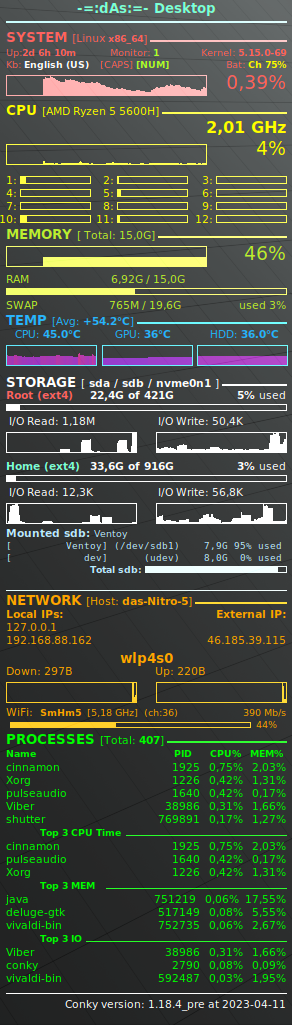 -=:dAs:=- Desktop
SYSTEM [Linux x86_64]
Up:2d 6h 10m Monitor: 1 Kernel: 5.15.0-69
Kb: English (US) [CAPS] [NUM] Bat: Ch 75%
0,39%
CPU [AMD Ryzen 5 5600H]
2,01 GHz
4%
1: 2: 3:
4: 5: 6:
7: 8: 9:
10: 11: 12:
MEMORY [ Total: 15,0G]
46%
RAM 6,92G / 15,0G
SWAP 765M / 19,6G used 3%
TEMP [Avg: +54.2°C]
CPU: 45.0°C GPU: 36°C HDD: 36.0°C
STORAGE [ sda / sdb / nvme0n1 ]
Root (ext4) 22,4G of 421G 5% used
I/O Read: 1,18M I/O Write: 50,4K
Home (ext4) 33,6G of 916G 3% used
I/O Read: 12,3K I/O Write: 56,8K
Mounted sdb: Ventoy
[ Ventoy] (/dev/sdb1) 7,9G 95% used
[ dev] (udev) 8,0G 0% used
Total sdb:
NETWORK [Host: das-Nitro-5]
Local IPs: External IP:
127.0.0.1
192.168.88.162 46.185.39.115
wlp4s0
Down: 297B Up: 220B
WiFi: SmHm5 [5,18 GHz] (ch:36) 390 Mb/s
44%
PROCESSES [Total: 407]
Name PID CPU% MEM%
cinnamon 1925 0,75% 2,03%
Xorg 1226 0,42% 1,31%
pulseaudio 1640 0,42% 0,17%
Viber 38986 0,31% 1,66%
shutter 769891 0,17% 1,27%
Top 3 CPU Time
cinnamon 1925 0,75% 2,03%
pulseaudio 1640 0,42% 0,17%
Xorg 1226 0,42% 1,31%
Top 3 MEM
java 751219 0,06% 17,55%
deluge-gtk 517149 0,08% 5,55%
vivaldi-bin 752735 0,06% 2,67%
Top 3 IO
Viber 38986 0,31% 1,66%
conky 2790 0,08% 0,09%
vivaldi-bin 592487 0,03% 1,95%
Conky version: 1.18.4_pre at 2023-04-11